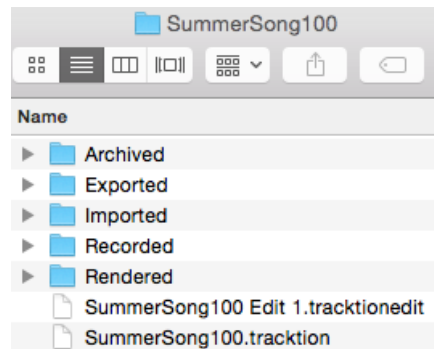 SummerSong100
Name
Archived
Exported
Imported
Recorded
Rendered
SummerSong100 Edit 1.tracktionedit
SummerSong100.tracktion